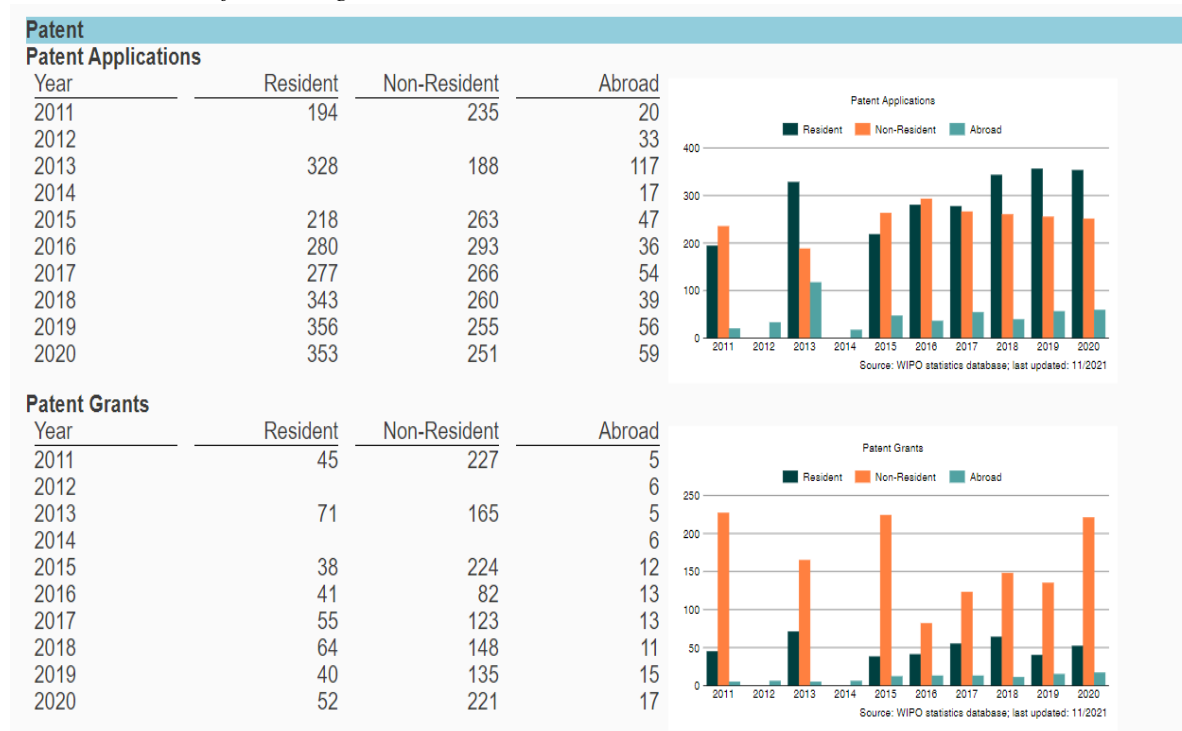 Patent
Patent Applications
Year Resident Non-Resident Abroad
2011 194 235 20
2012 33
2013 328 188 117
2014 17
2015 218 263 47
2016 280 293 36
2017 277 266 54
2018 343 260 39
2019 356 255 56
2020 353 251 59
Patent Applications
Resident Non-Resident Abroad
400
300
200
100
0
2011 2012 2013 2014 2015 2016 2017 2018 2019 2020
Source: WIPO statistics database; last updated: 11/2021
Patent Grants
Year Resident Non-Resident Abroad
2011 45 227 5
2012 6
2013 71 165 5
2014 6
2015 38 224 12
2016 41 82 13
2017 55 123 13
2018 64 148 11
2019 40 135 15
2020 52 221 17
Patent Grants
Resident Non-Resident Abroad
250
200
150
100
50
0
2011 2012 2013 2014 2015 2016 2017 2018 2019 2020
Source: WIPO statistics database; last updated: 11/2021